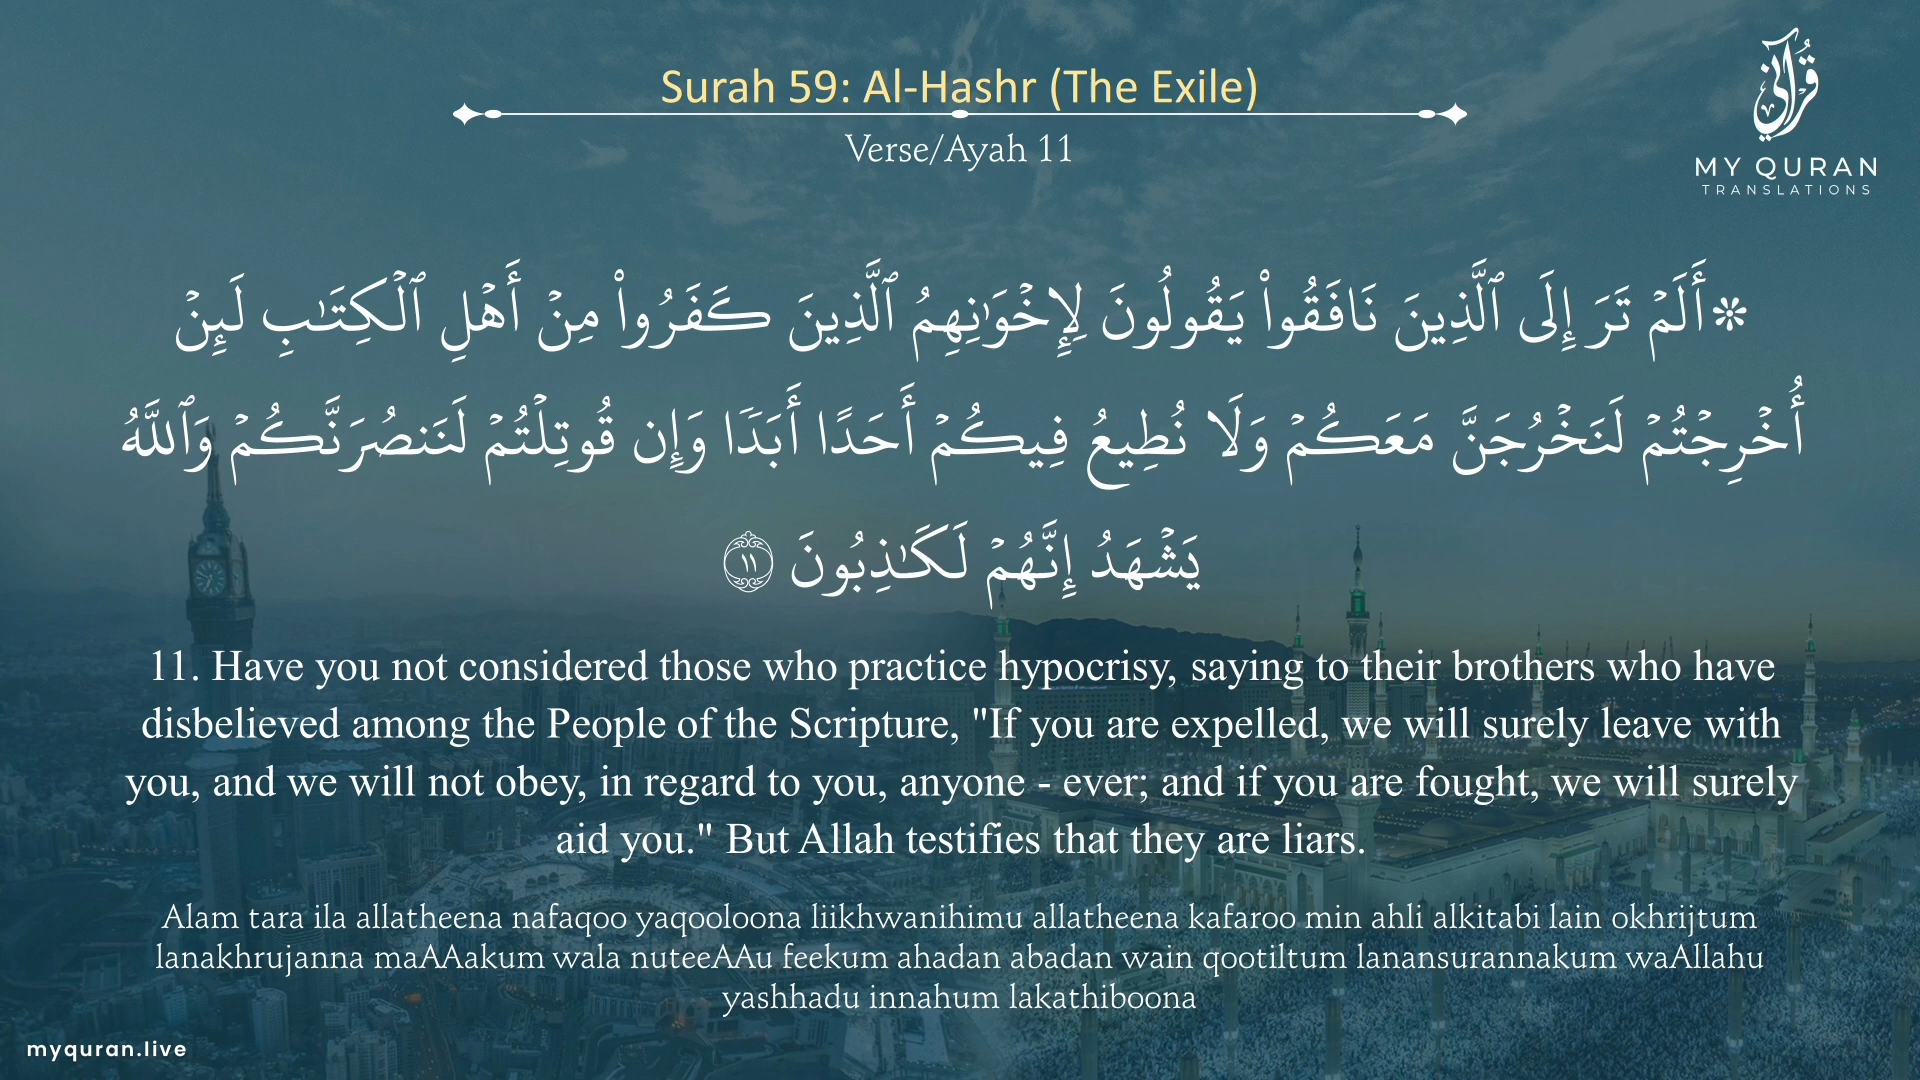 Surah 59: Al-Hashr (The Exile)
Verse/Ayah 11
قرآني
MY QURAN
TRANSLATIONS
۞ أَلَمۡ تَرَ إِلَى ٱلَّذِينَ نَافَقُواْ يَقُولُونَ لِإِخۡوَٰنِهِمُ ٱلَّذِينَ كَفَرُواْ مِنۡ أَهۡلِ ٱلۡكِتَٰبِ لَئِنۡ
أُخۡرِجۡتُمۡ لَنَخۡرُجَنَّ مَعَكُمۡ وَلَا نُطِيعُ فِيكُمۡ أَحَدًا أَبَدٗا وَإِن قُوتِلۡتُمۡ لَنَنصُرَنَّكُمۡ وَٱللَّهُ
يَشۡهَدُ إِنَّهُمۡ لَكَٰذِبُونَ ١١
11. Have you not considered those who practice hypocrisy, saying to their brothers who have
disbelieved among the People of the Scripture, "If you are expelled, we will surely leave with
you, and we will not obey, in regard to you, anyone - ever; and if you are fought, we will surely
aid you." But Allah testifies that they are liars.
Alam tara ila allatheena nafaqoo yaqooloona liikhwanihimu allatheena kafaroo min ahli alkitabi lain okhrijtum
lanakhrujanna maAAakum wala nuteeAAu feekum ahadan abadan wain qootiltum lanansurannakum waAllahu
yashhadu innahum lakathiboona
myquran.live